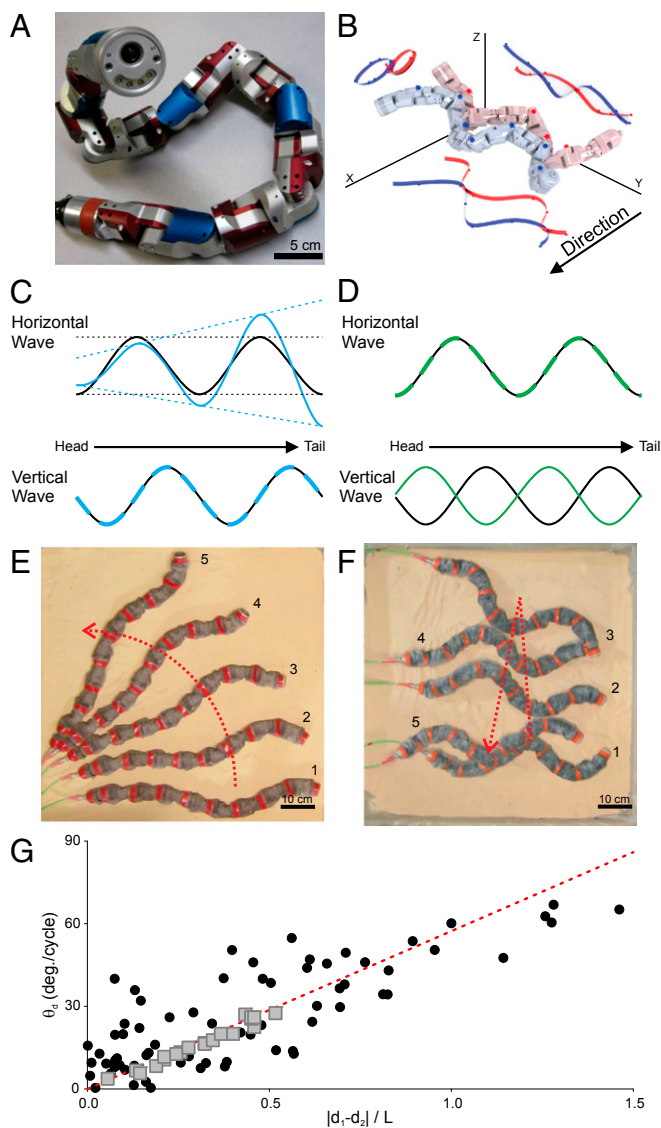 A
5 cm
B
Z
X
Y
Direction
C
Horizontal
Wave
Head
Tail
Vertical
Wave
D
Horizontal
Wave
Head
Tail
Vertical
Wave
E
5
4
3
2
1
10 cm
F
4
3
2
5
1
10 cm
G
90
60
30
0
θd (deg./cycle)
0.0
0.5
1.0
1.5
|d₁-d₂| / L